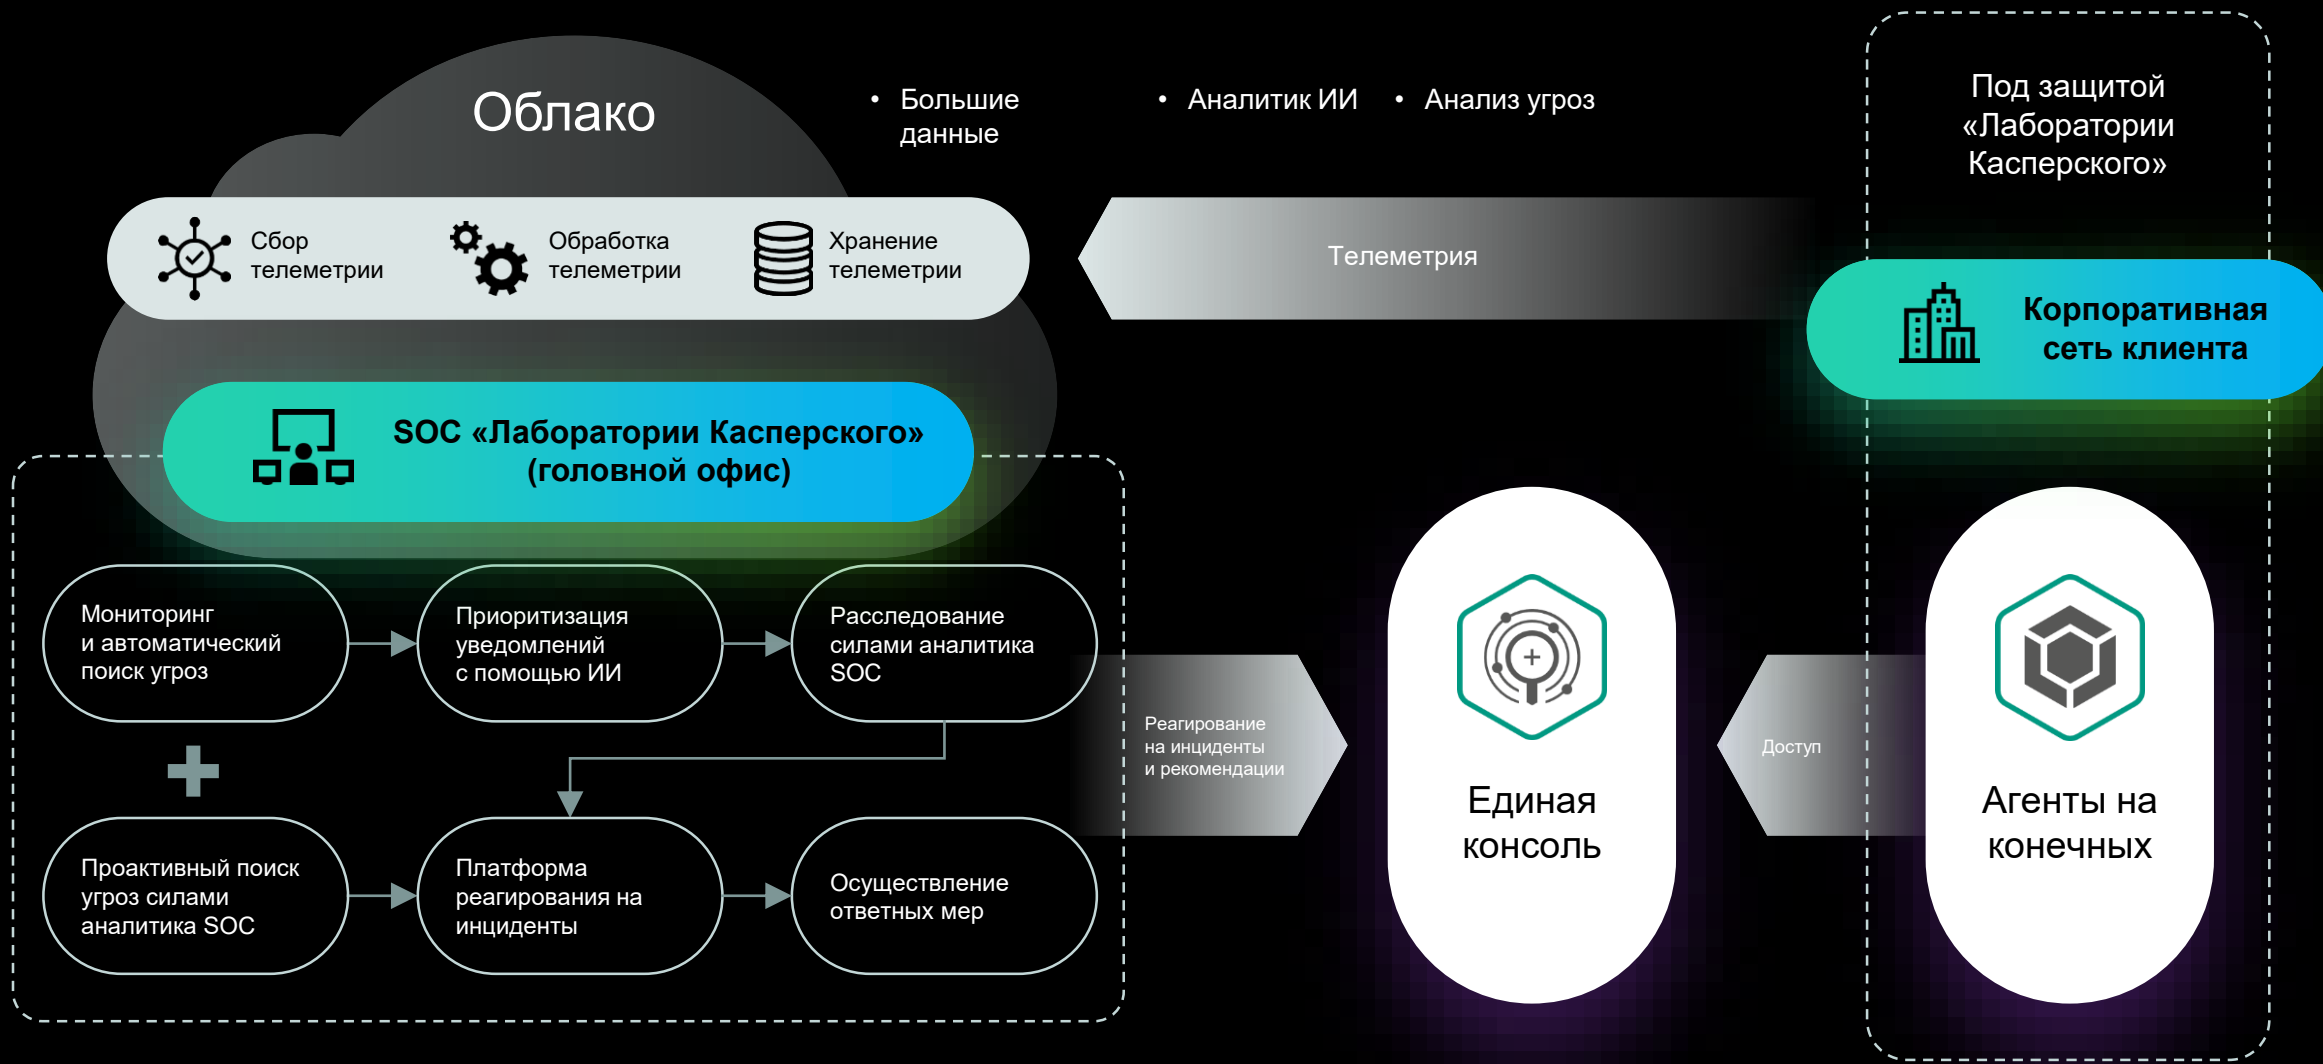 Облако
• Большие
данные
• Аналитик ИИ
• Анализ угроз
Под защитой
«Лаборатории
Касперского»
Сбор
телеметрии
Обработка
телеметрии
Хранение
телеметрии
Телеметрия
Корпоративная
сеть клиента
SOC «Лаборатории Касперского»
(головной офис)
Мониторинг
и автоматический
поиск угроз
Приоритизация
уведомлений
с помощью ИИ
Расследование
силами аналитика
SOC
Проактивный поиск
угроз силами
аналитика SOC
Платформа
реагирования на
инциденты
Осуществление
ответных мер
Реагирование
на инциденты
и рекомендации
Единая
консоль
Доступ
Агенты на
конечных